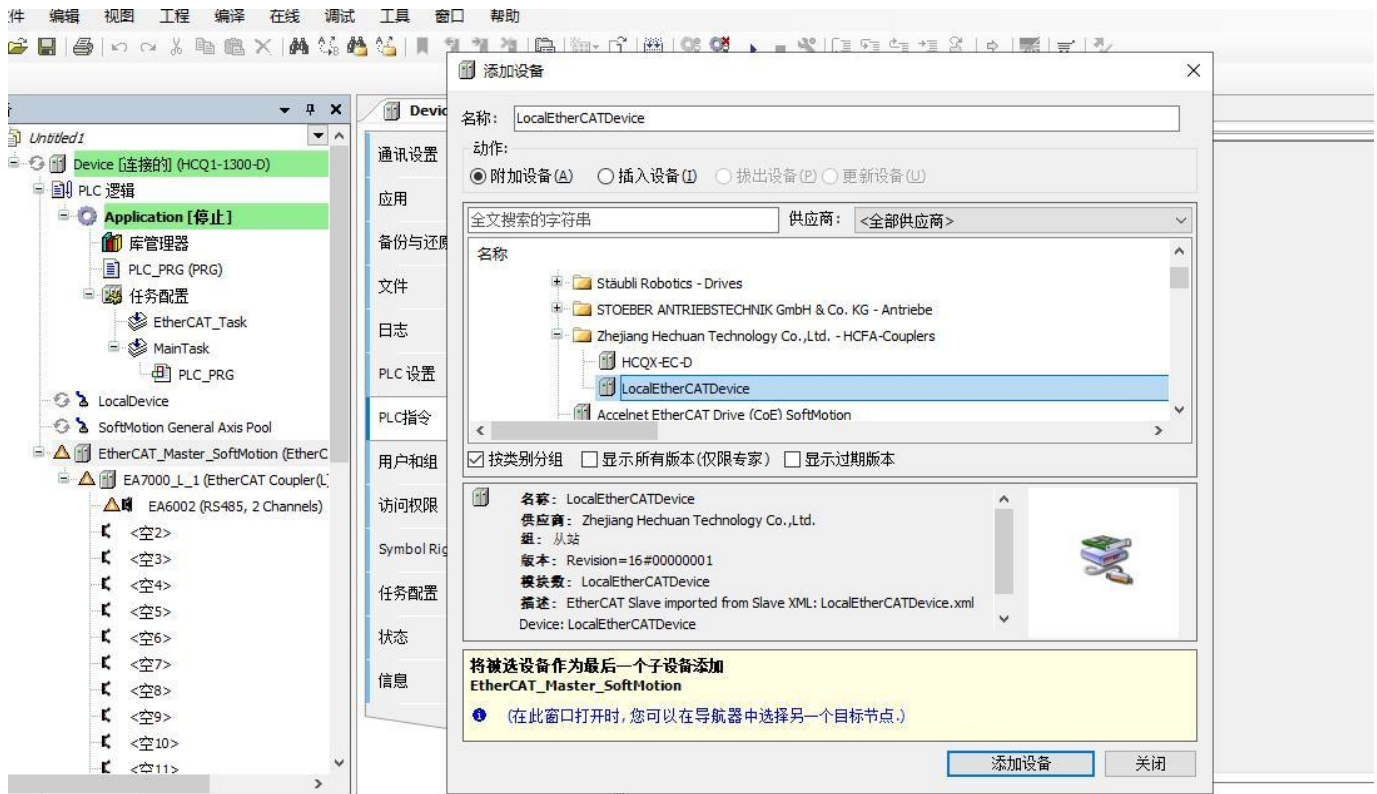 件 编辑 视图 工程 编译 在线 调试 工具 窗口 帮助
添加设备
Untitled1
Device [连接的] (HCQ1-1300-D)
PLC 逻辑
Application [停止]
库管理器
PLC_PRG (PRG)
任务配置
EtherCAT_Task
MainTask
PLC_PRG
LocalDevice
SoftMotion General Axis Pool
EtherCAT_Master_SoftMotion (EtherC
EA7000_L_1 (EtherCAT Coupler(L
EA6002 (RS485, 2 Channels)
<空2>
<空3>
<空4>
<空5>
<空6>
<空7>
<空8>
<空9>
<空10>
<空11>
Devic
通讯设置
应用
备份与还原
文件
日志
PLC 设置
PLC指令
用户和组
访问权限
Symbol Rig
任务配置
状态
信息
名称: LocalEtherCATDevice
动作:
附加设备(A) 插入设备(I) 拔出设备(P) 更新设备(U)
全文搜索的字符串 供应商: <全部供应商>
名称
Stäubli Robotics - Drives
STOEBER ANTRIEBSTECHNIK GmbH & Co. KG - Antriebe
Zhejiang Hechuan Technology Co.,Ltd. - HCFA-Couplers
HCQX-EC-D
LocalEtherCATDevice
Accelnet EtherCAT Drive (CoE) SoftMotion
按类别分组 显示所有版本(仅限专家) 显示过期版本
名称: LocalEtherCATDevice
供应商: Zhejiang Hechuan Technology Co.,Ltd.
组: 从站
版本: Revision=16#00000001
模块数: LocalEtherCATDevice
描述: EtherCAT Slave imported from Slave XML: LocalEtherCATDevice.xml
Device: LocalEtherCATDevice
将被选设备作为最后一个子设备添加
EtherCAT_Master_SoftMotion
(在此窗口打开时,您可以在导航器中选择另一个目标节点.)
添加设备 关闭